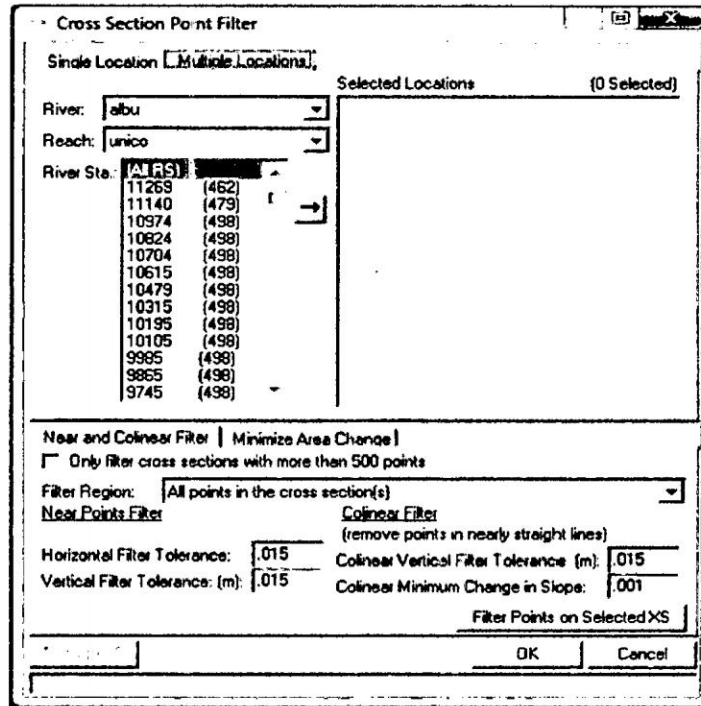 Cross Section Point Filter
Single Location Multiple Locations
Selected Locations (0 Selected)
River: albu
Reach: unico
River Sta.: (All RS)
11269 (462)
11140 (479)
10974 (498)
10824 (498)
10704 (498)
10615 (498)
10479 (498)
10315 (498)
10195 (498)
10105 (498)
9985 (498)
9865 (498)
9745 (498)
Near and Colinear Filter Minimize Area Change
Only filter cross sections with more than 500 points
Filter Region: All points in the cross section(s)
Near Points Filter Colinear Filter
(remove points in nearly straight lines)
Horizontal Filter Tolerance: .015 Colinear Vertical Filter Tolerance (m): .015
Vertical Filter Tolerance: (m): .015 Colinear Minimum Change in Slope: .001
Filter Points on Selected XS
OK Cancel